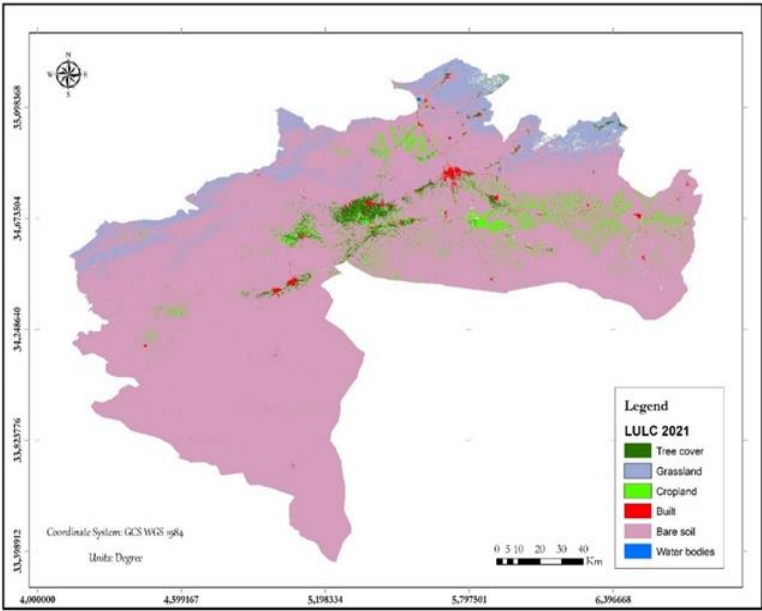 N
W E
S
35,098368
34,673504
34,248640
33,823776
33,398912
Legend
LULC 2021
Tree cover
Grassland
Cropland
Built
Bare soil
Water bodies
Coordinate System: GCS WGS 1984
Units: Degree
0 5 10 20 30 40
Km
4,000000 4,599167 5,198334 5,797501 6,396668